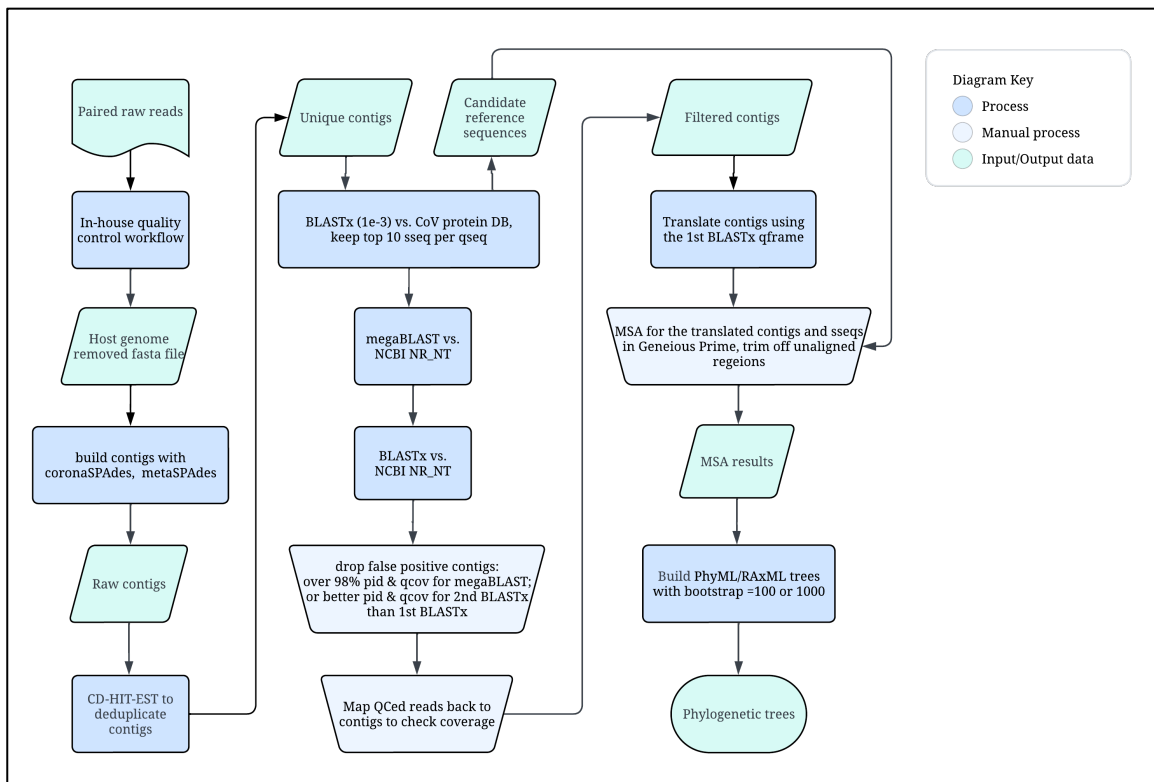 Paired raw reads
In-house quality
control workflow
Host genome
removed fasta file
build contigs with
coronaSPAdes, metaSPAdes
Raw contigs
CD-HIT-EST to
deduplicate
contigs
Unique contigs
Candidate
reference
sequences
BLASTx (1e-3) vs. CoV protein DB,
keep top 10 sseq per qseq
megaBLAST vs.
NCBI NR_NT
BLASTx vs.
NCBI NR_NT
drop false positive contigs:
over 98% pid & qcov for megaBLAST;
or better pid & qcov for 2nd BLASTx
than 1st BLASTx
Map QCed reads back to
contigs to check coverage
Filtered contigs
Translate contigs using
the 1st BLASTx qframe
MSA for the translated contigs and sseqs
in Geneious Prime, trim off unaligned
regeions
MSA results
Build PhyML/RAxML trees
with bootstrap =100 or 1000
Phylogenetic trees
Diagram Key
Process
Manual process
Input/Output data